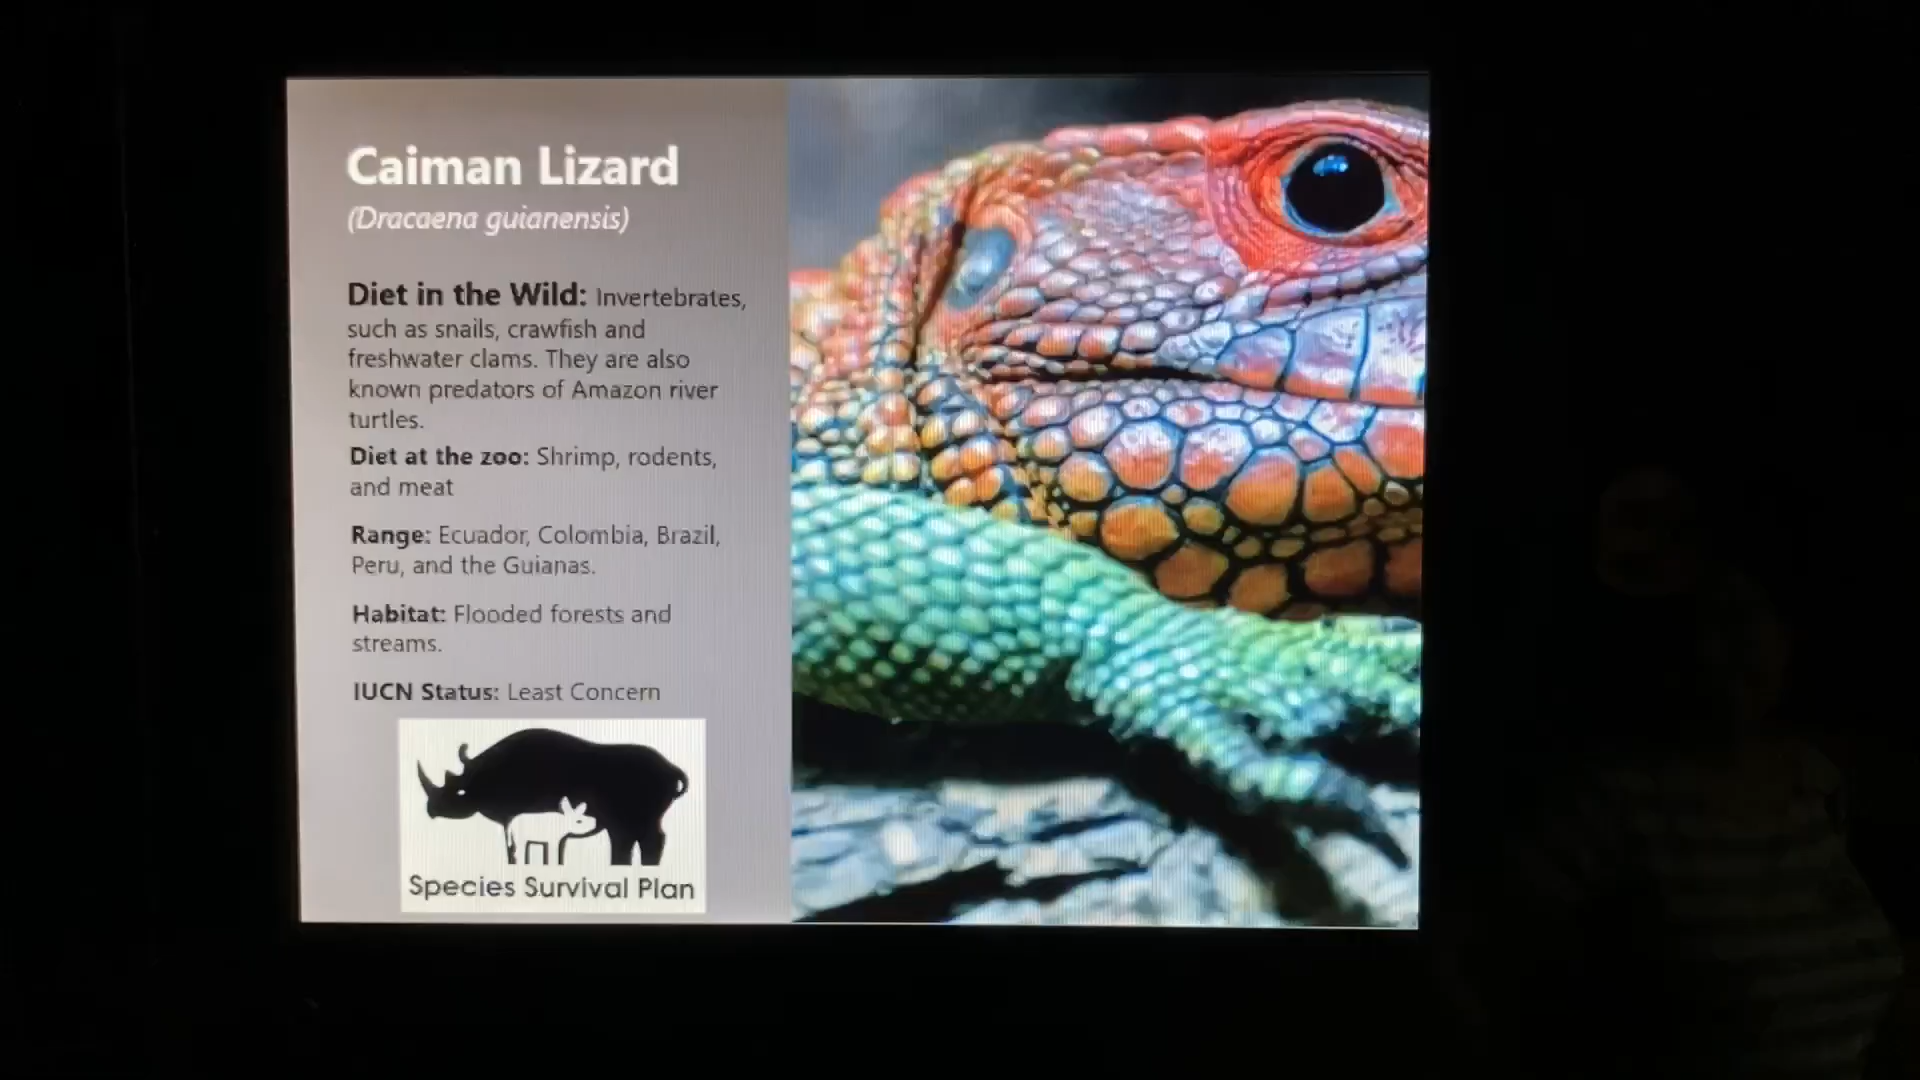 Caiman Lizard
(Dracaena guianensis)
Diet in the Wild: Invertebrates,
such as snails, crawfish and
freshwater clams. They are also
known predators of Amazon river
turtles.
Diet at the zoo: Shrimp, rodents,
and meat
Range: Ecuador, Colombia, Brazil,
Peru, and the Guianas.
Habitat: Flooded forests and
streams.
IUCN Status: Least Concern
Species Survival Plan